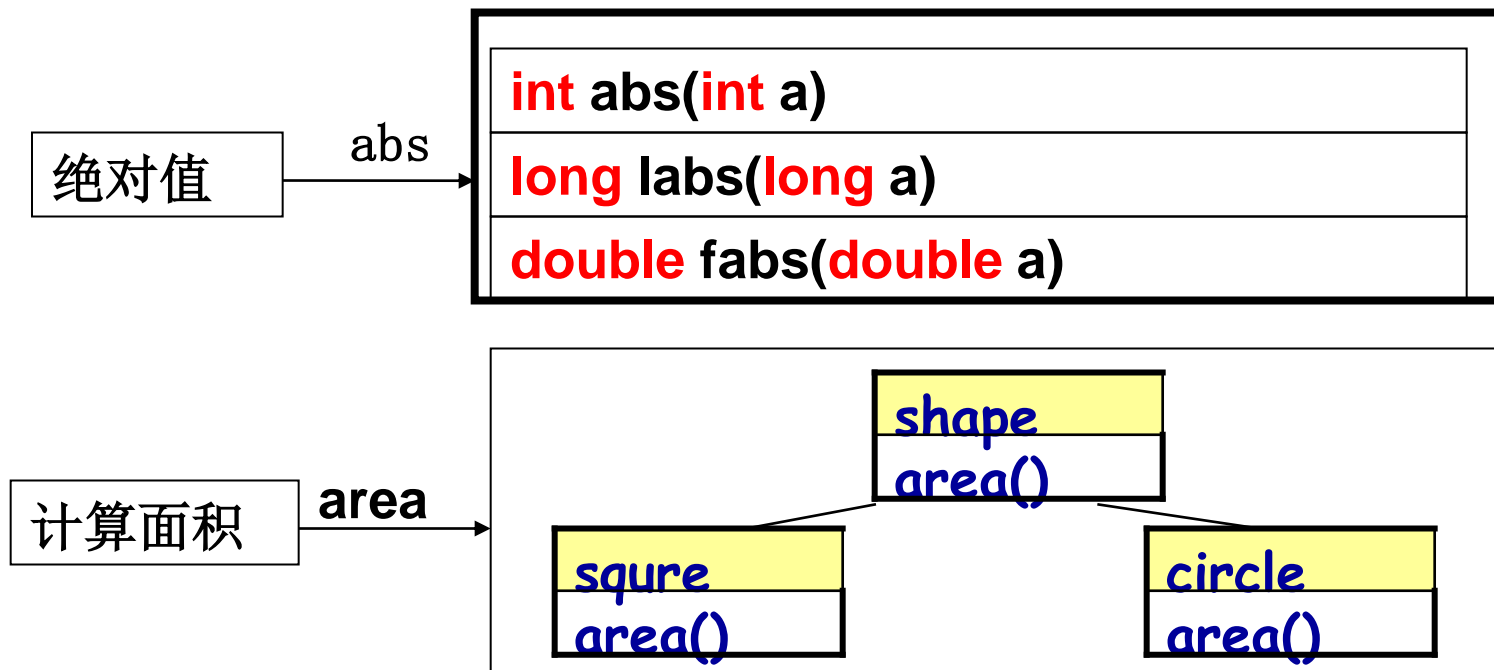 绝对值
abs
int abs(int a)
long labs(long a)
double fabs(double a)
计算面积
area
shape
area()
squre
area()
circle
area()